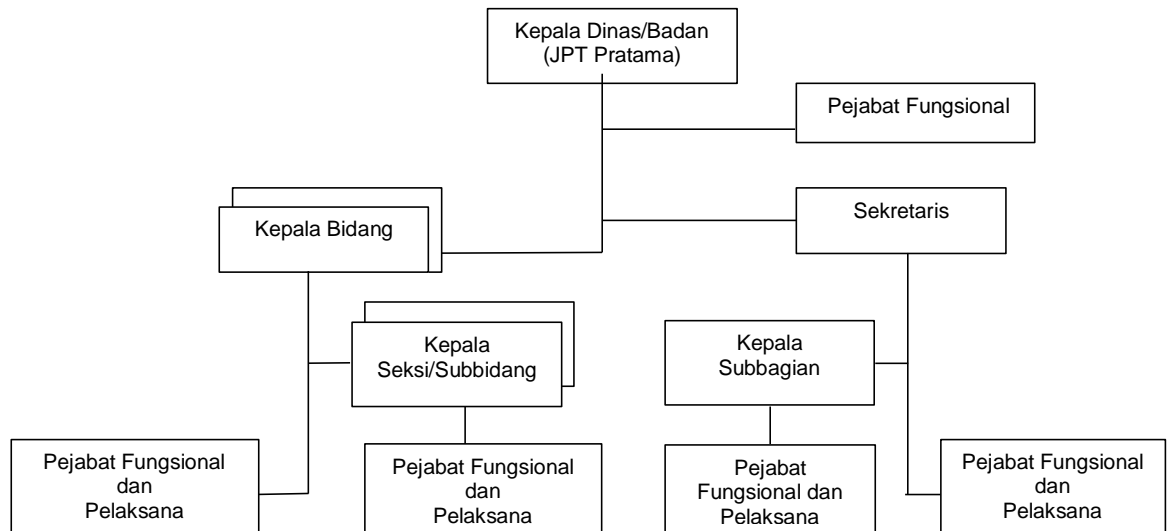 Kepala Dinas/Badan
(JPT Pratama)
Pejabat Fungsional
Kepala Bidang
Sekretaris
Kepala
Seksi/Subbidang
Kepala
Subbagian
Pejabat Fungsional
dan
Pelaksana
Pejabat Fungsional
dan
Pelaksana
Pejabat
Fungsional dan
Pelaksana
Pejabat Fungsional
dan
Pelaksana